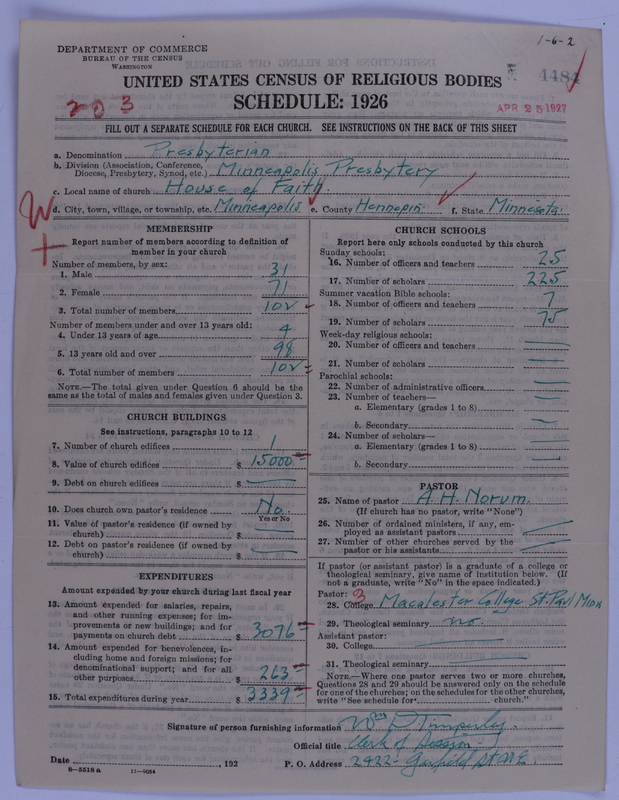 1-6-2
DEPARTMENT OF COMMERCE
BUREAU OF THE CENSUS
WASHINGTON
UNITED STATES CENSUS OF RELIGIOUS BODIES
4484
203
SCHEDULE: 1926
APR 25 1927
FILL OUT A SEPARATE SCHEDULE FOR EACH CHURCH. SEE INSTRUCTIONS ON THE BACK OF THIS SHEET
a. Denomination Presbyterian
b. Division (Association, Conference, Diocese, Presbytery, Synod, etc.) Minneapolis Presbytery
c. Local name of church House of Faith.
d. City, town, village, or township, etc. Minneapolis e. County Hennepin. f. State Minnesota.
W
MEMBERSHIP
Report number of members according to definition of
member in your church
Number of members, by sex:
1. Male 31
2. Female 71
3. Total number of members 102
Number of members under and over 13 years old:
4. Under 13 years of age 4
5. 13 years old and over 98
6. Total number of members 102
NOTE.—The total given under Question 6 should be
same as the total of males and females given under Question 3.
CHURCH BUILDINGS
See instructions, paragraphs 10 to 12
7. Number of church edifices 1
8. Value of church edifices $ 15000
9. Debt on church edifices $ —
10. Does church own pastor's residence? No.
Yes or No
11. Value of pastor's residence (if owned by
church) $ —
12. Debt on pastor's residence (if owned by
church) $ —
EXPENDITURES
Amount expended by your church during last fiscal year
13. Amount expended for salaries, repairs,
and other running expenses; for im-
provements or new buildings; and for
payments on church debt $ 3076
14. Amount expended for benevolences, in-
cluding home and foreign missions; for
denominational support; and for all
other purposes $ 263
15. Total expenditures during year $ 3339
CHURCH SCHOOLS
Report here only schools conducted by this church
Sunday schools:
16. Number of officers and teachers 25
17. Number of scholars 225
Summer vacation Bible schools:
18. Number of officers and teachers 7
19. Number of scholars 75
Week-day religious schools:
20. Number of officers and teachers —
21. Number of scholars —
Parochial schools:
22. Number of administrative officers —
23. Number of teachers—
a. Elementary (grades 1 to 8) —
b. Secondary —
24. Number of scholars—
a. Elementary (grades 1 to 8) —
b. Secondary —
PASTOR
25. Name of pastor A. H. Norum.
(If church has no pastor, write "None")
26. Number of ordained ministers, if any, em-
ployed as assistant pastors —
27. Number of other churches served by the
pastor or his assistants —
If pastor (or assistant pastor) is a graduate of a college or
theological seminary, give name of institution below. (If
not a graduate, write "No" in the space indicated.)
Pastor: 3
28. College Macalester College St. Paul Minn
29. Theological seminary no.
Assistant pastor:
30. College —
31. Theological seminary —
NOTE.—Where one pastor serves two or more churches,
Questions 28 and 29 should be answered only on the schedule
for one of the churches; on the schedules for the other churches,
write "See schedule for church."
Signature of person furnishing information Wm
Official title Clerk of Session
Date , 192
P. O. Address 2422- Garfield St NE
8—5518 a 11—9054